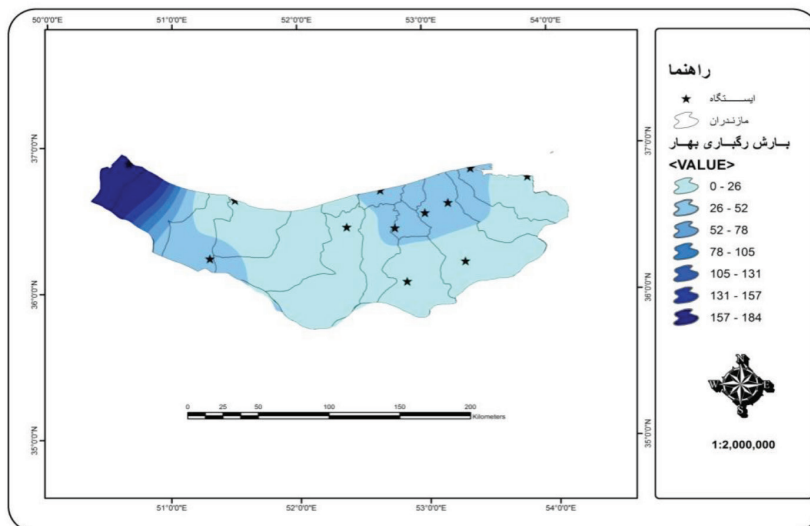 50°0'0"E 51°0'0"E 52°0'0"E 53°0'0"E 54°0'0"E
37°0'0"N 37°0'0"N
36°0'0"N 36°0'0"N
35°0'0"N 35°0'0"N
51°0'0"E 52°0'0"E 53°0'0"E 54°0'0"E
0 25 50 100 150 200
Kilometers
راهنما
ایستگاه
مازندران
بارش رگباری بهار
<VALUE>
0 - 26
26 - 52
52 - 78
78 - 105
105 - 131
131 - 157
157 - 184
1:2,000,000